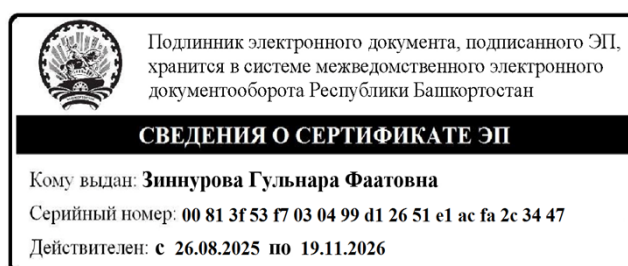 Подлинник электронного документа, подписанного ЭП,
хранится в системе межведомственного электронного
документооборота Республики Башкортостан
СВЕДЕНИЯ О СЕРТИФИКАТЕ ЭП
Кому выдан: Зиннурова Гульнара Фаатовна
Серийный номер: 00 81 3f 53 f7 03 04 99 d1 26 51 e1 ac fa 2c 34 47
Действителен: с 26.08.2025 по 19.11.2026